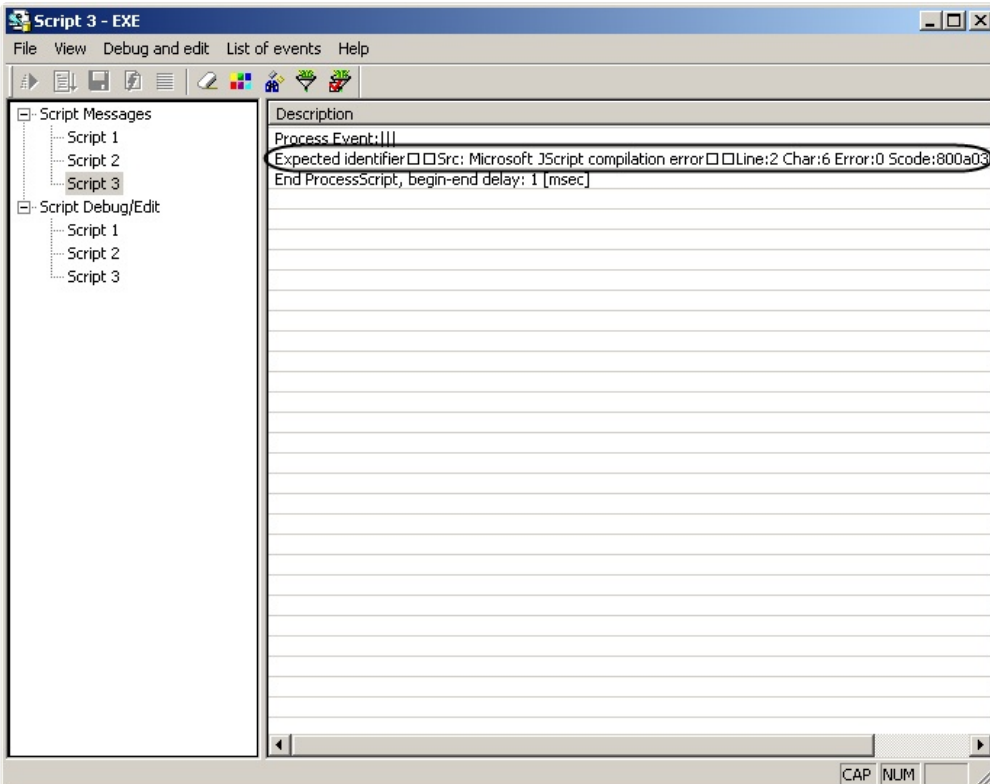 Script 3 - EXE
File View Debug and edit List of events Help
Script Messages
Script 1
Script 2
Script 3
Script Debug/Edit
Script 1
Script 2
Script 3
Description
Process Event:|||
Expected identifier□□Src: Microsoft JScript compilation error□□Line:2 Char:6 Error:0 Scode:800a03
End ProcessScript, begin-end delay: 1 [msec]
CAP NUM